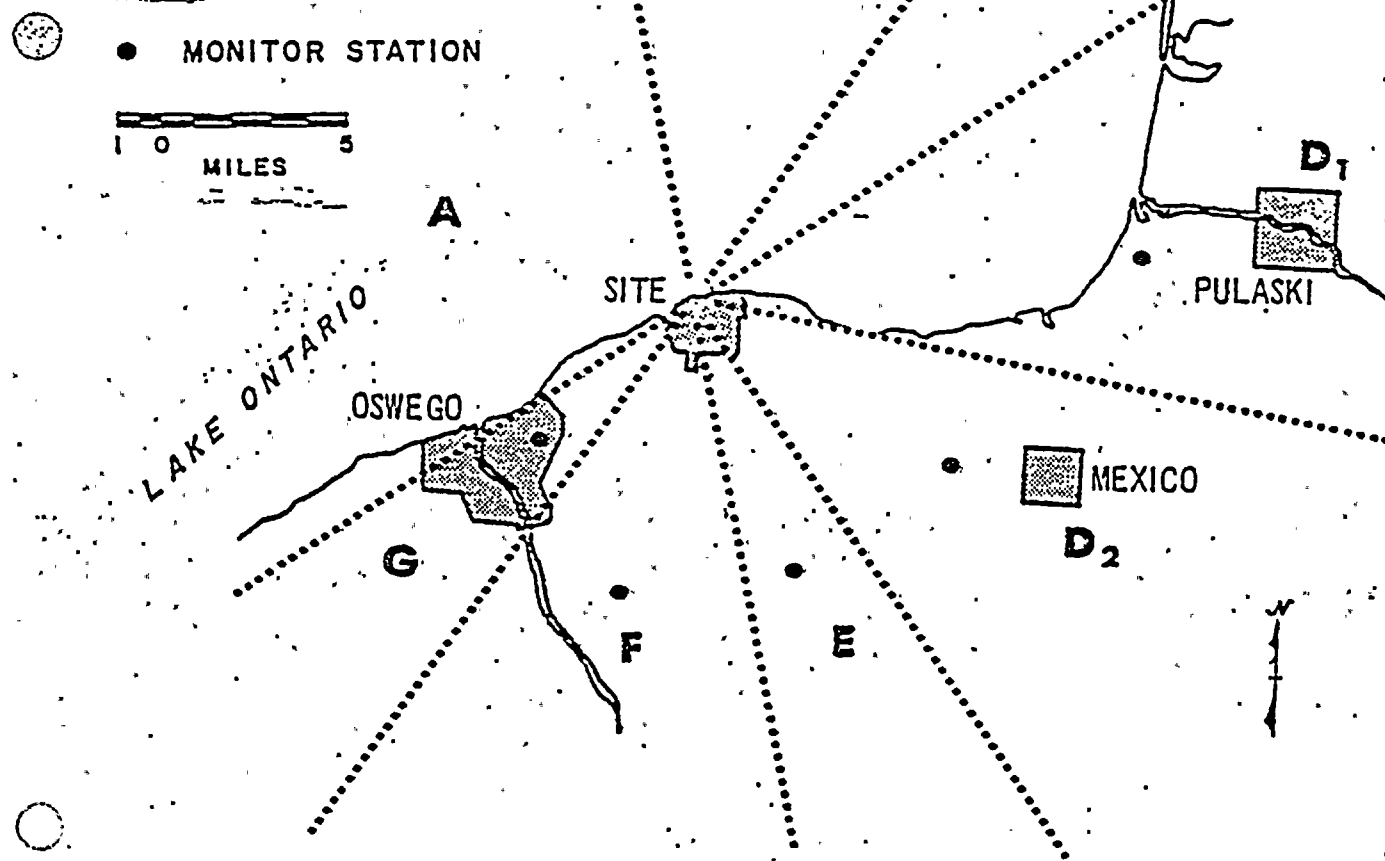 MONITOR STATION
1 0 5
MILES
A
D1
LAKE ONTARIO
SITE
PULASKI
OSWEGO
MEXICO
D2
G
F
E
N